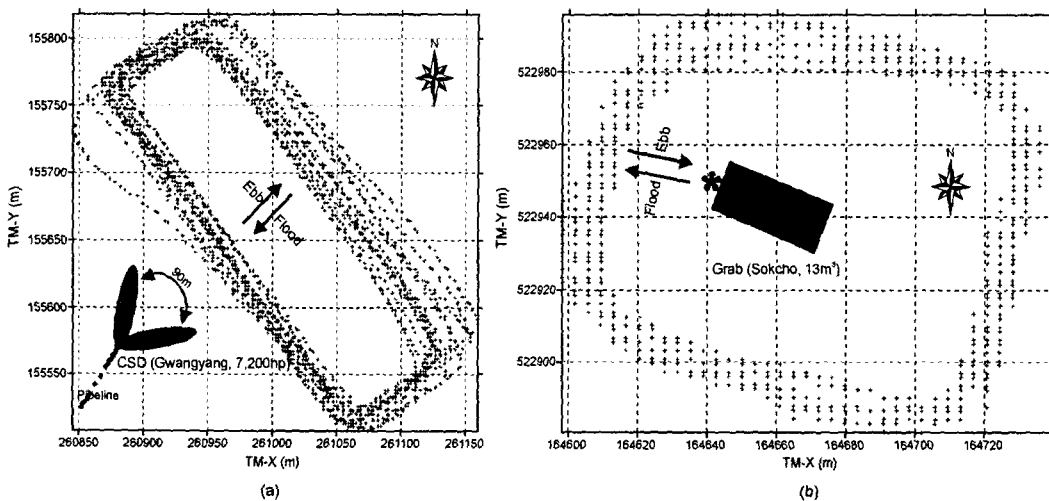 155800
155750
155700
155650
155600
155550
TM-Y (m)
N
Ebb
Flood
90m
CSD (Gwangyang, 7,200hp)
Pipeline
260850 260900 260950 261000 261050 261100 261150
TM-X (m)
(a)
522980
522960
522940
522920
522900
TM-Y (m)
N
Ebb
Flood
Grab (Sokcho, 13m³)
164600 164620 164640 164660 164680 164700 164720
TM-X (m)
(b)